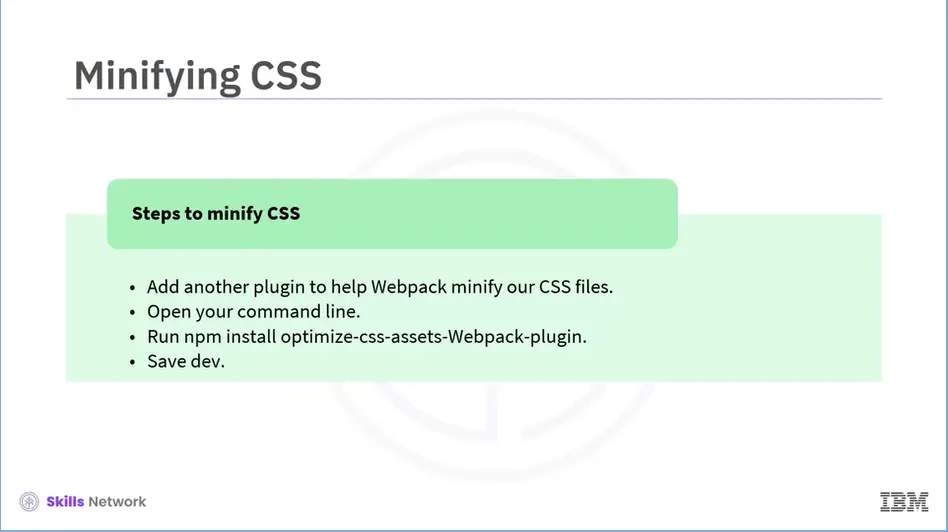 Minifying CSS
Steps to minify CSS
• Add another plugin to help Webpack minify our CSS files.
• Open your command line.
• Run npm install optimize-css-assets-Webpack-plugin.
• Save dev.
Skills Network
IBM